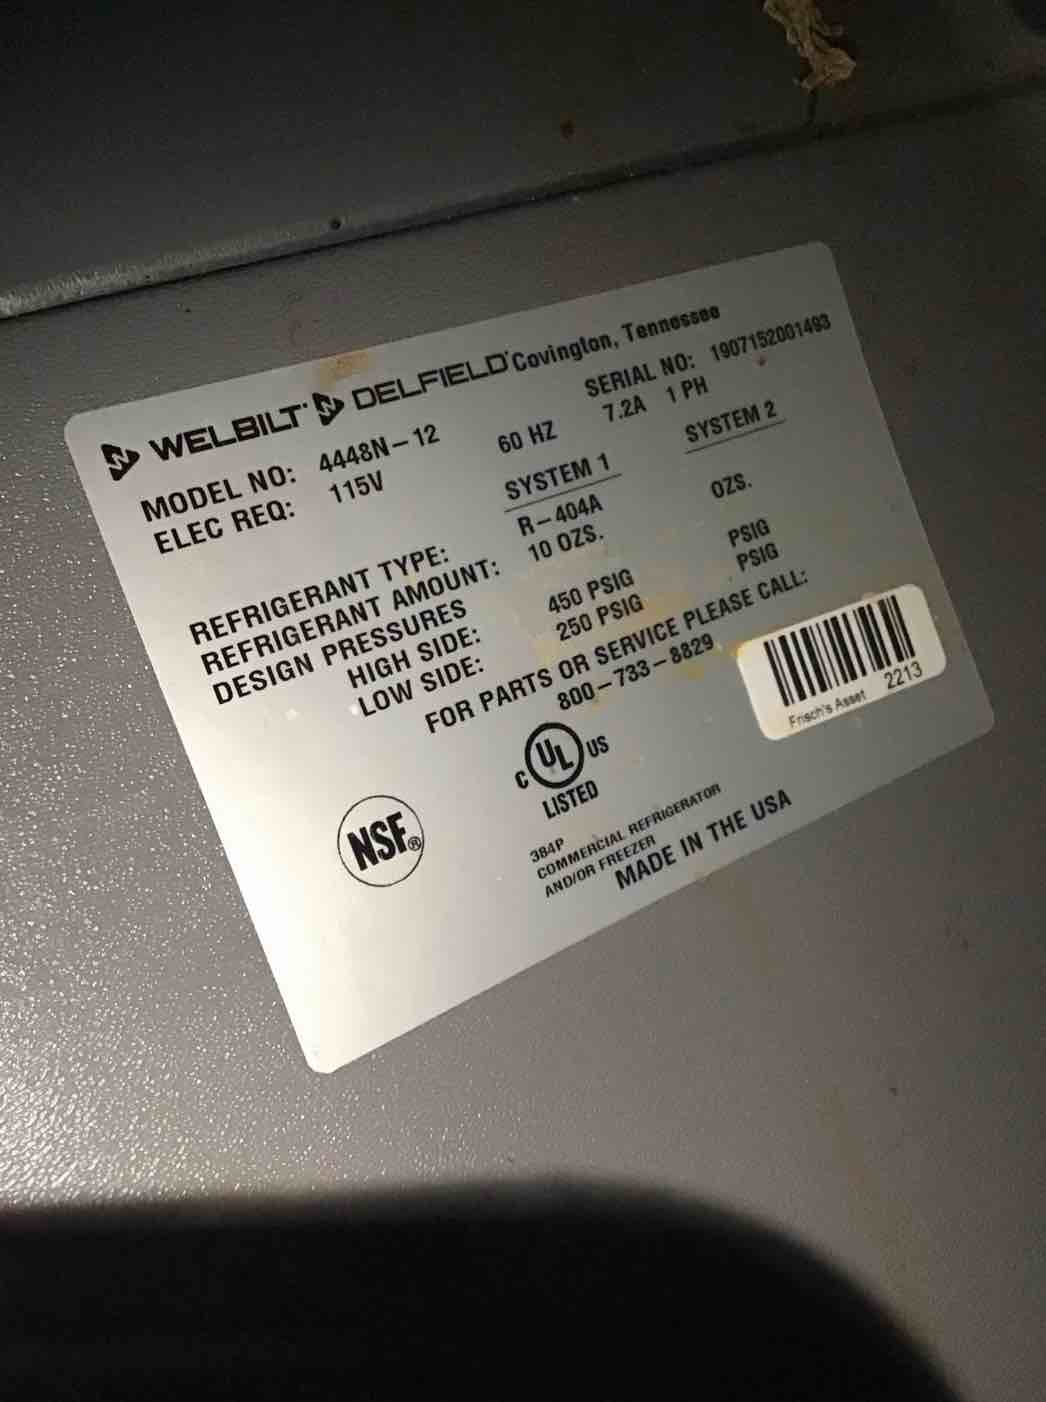 WELBILT DELFIELD Covington, Tennessee
MODEL NO: 4448N-12 SERIAL NO: 1907152001493
ELEC REQ: 115V 60 HZ 7.2A 1 PH
SYSTEM 1 SYSTEM 2
REFRIGERANT TYPE: R-404A
REFRIGERANT AMOUNT: 10 OZS. OZS.
DESIGN PRESSURES
HIGH SIDE: 450 PSIG PSIG
LOW SIDE: 250 PSIG PSIG
FOR PARTS OR SERVICE PLEASE CALL:
800-733-8829
Frisch's Asset 2213
C UL US
LISTED
NSF®
384P
COMMERCIAL REFRIGERATOR
AND/OR FREEZER
MADE IN THE USA